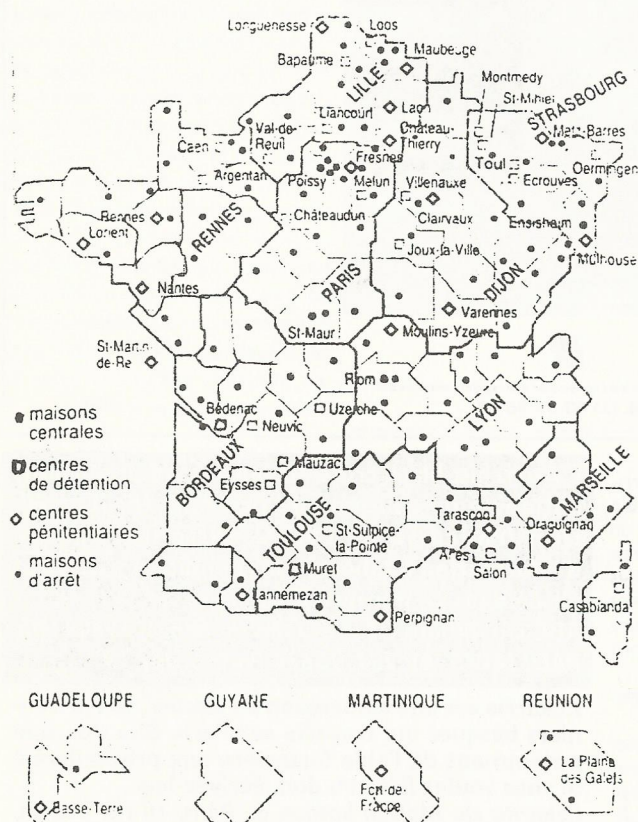 Longuenesse
Loos
Maubeuge
Bapaume
LILLE
Montmedy
St-Mihiel
STRASBOURG
Liancourt
Laon
Val-de-
Reuil
Château-
Thierry
Metz-Barres
Caen
Fresnes
Toul
Oermingen
Argentan
Poissy
Melun
Villenauxe
Ecrouves
Rennes
Châteaudun
Clairvaux
Ensisheim
Lorient
RENNES
Joux-la-Ville
Mulhouse
Nantes
PARIS
DIJON
Varennes
St-Maur
Moulins-Yzeure
St-Martin-
de-Re
Riom
maisons
centrales
Bedenac
Neuvic
Uzerche
LYON
centres
de détention
BORDEAUX
Mauzac
Eysses
MARSEILLE
centres
pénitentiaires
TOULOUSE
St-Sulpice-
la-Pointe
Tarascon
Draguignan
maisons
d'arrêt
Muret
Arles
Salon
Lannemezan
Perpignan
Casabianda
GUADELOUPE
GUYANE
MARTINIQUE
REUNION
Basse-Terre
Fort-de-
France
La Plaine
des Galets